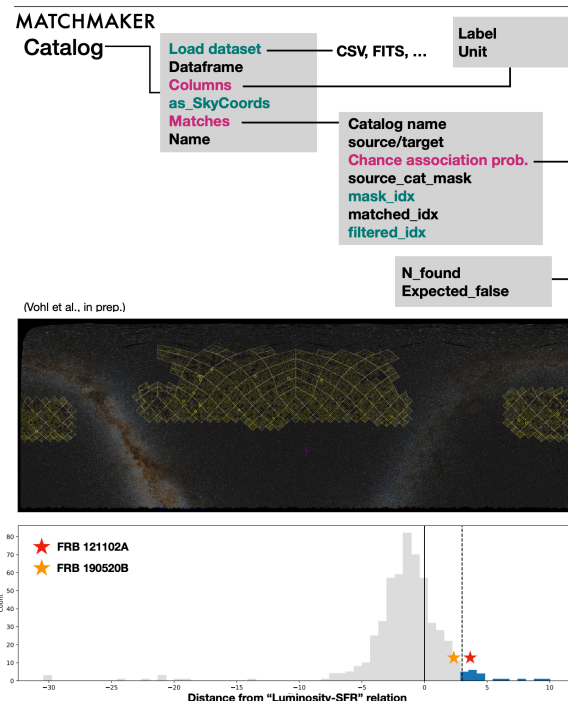 MATCHMAKER
Catalog
Load dataset
CSV, FITS, ...
Dataframe
Columns
as_SkyCoords
Matches
Name
Label
Unit
Catalog name
source/target
Chance association prob.
source_cat_mask
mask_idx
matched_idx
filtered_idx
N_found
Expected_false
(Vohl et al., in prep.)
FRB 121102A
FRB 190520B
80
70
60
50
40
30
20
10
0
Count
−30 −25 −20 −15 −10 −5 0 5 10
Distance from “Luminosity-SFR” relation